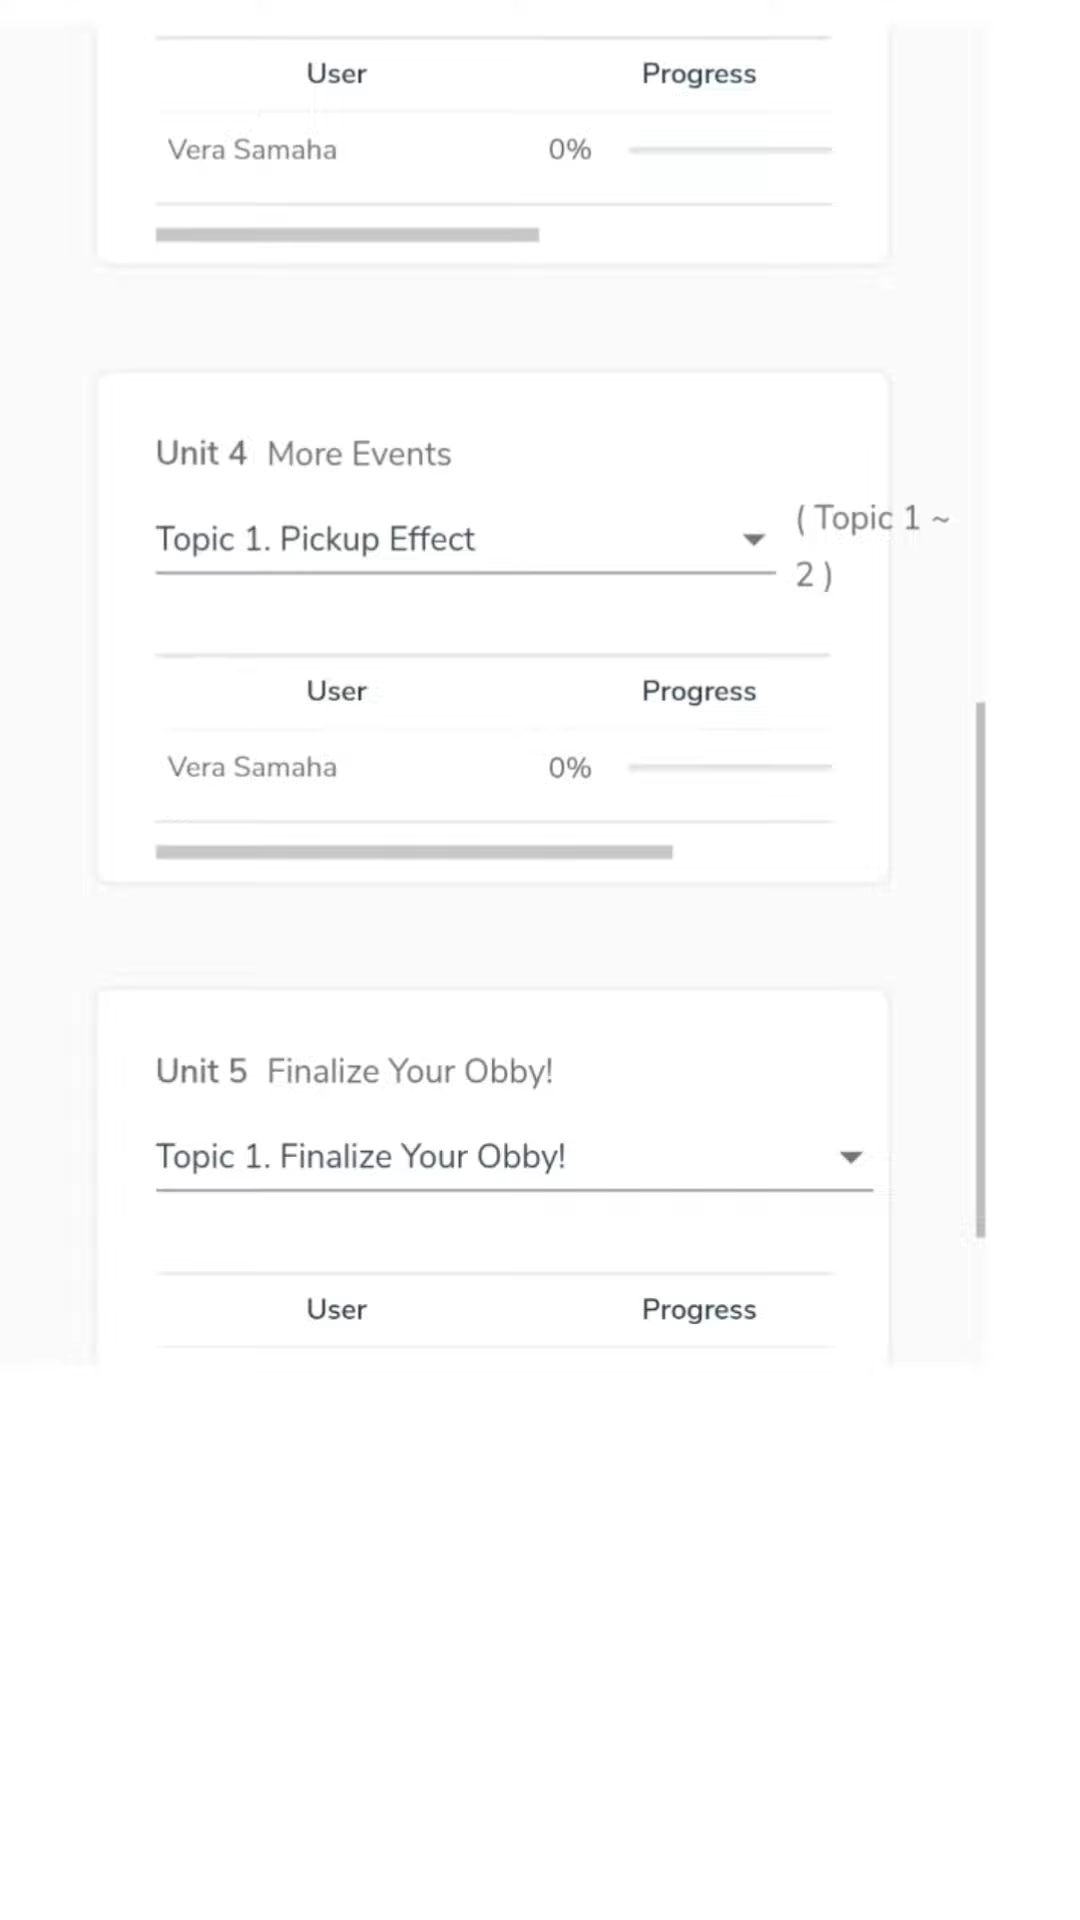 User Progress
Vera Samaha 0%
Unit 4 More Events
Topic 1. Pickup Effect
( Topic 1 ~
2 )
User Progress
Vera Samaha 0%
Unit 5 Finalize Your Obby!
Topic 1. Finalize Your Obby!
User Progress